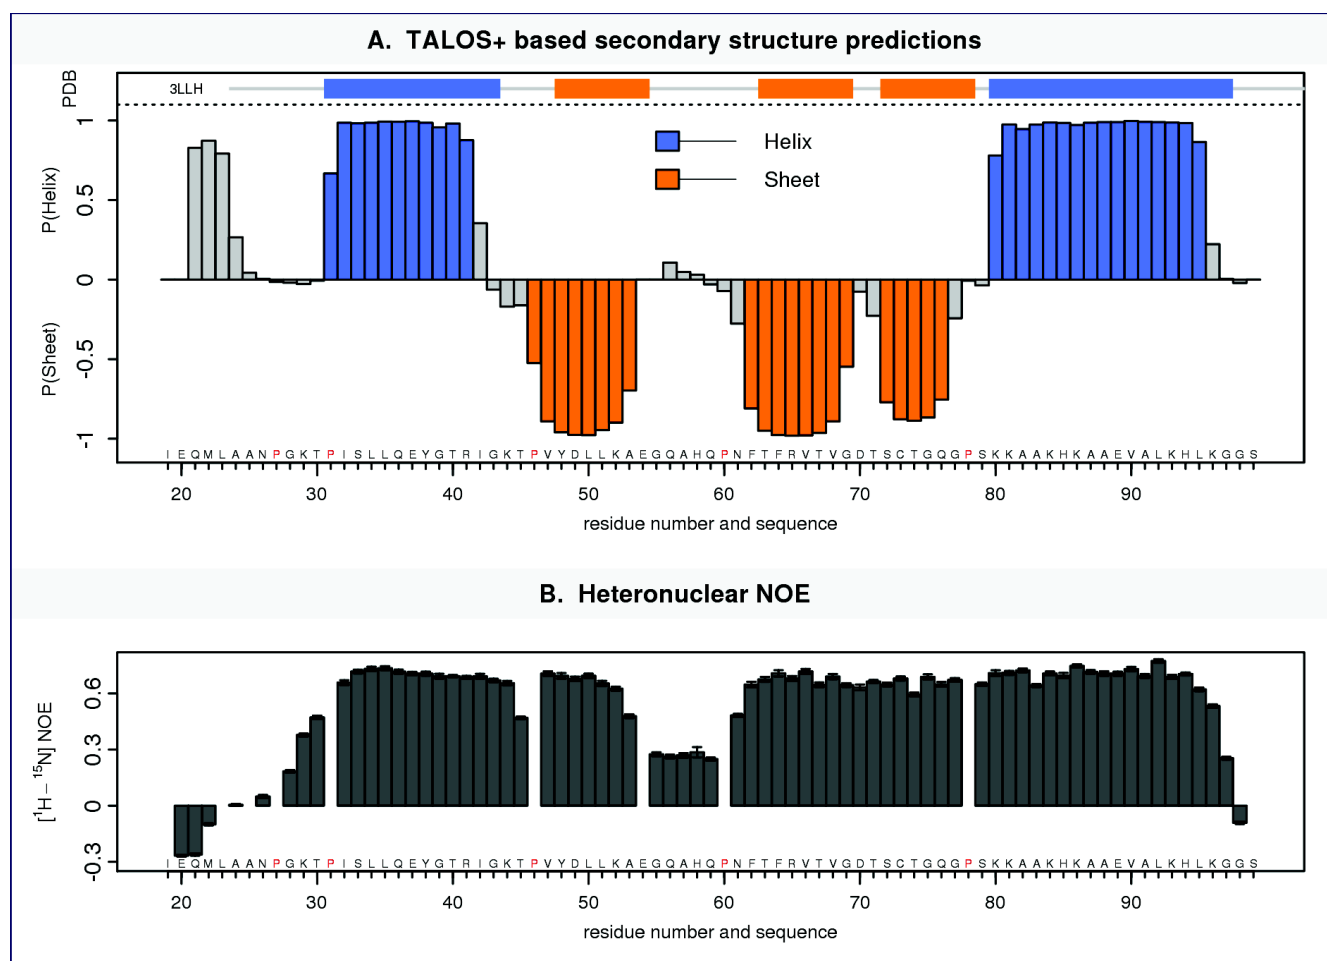 A. TALOS+ based secondary structure predictions
PDB
3LLH
P(Helix)
P(Sheet)
1
0.5
0
-0.5
-1
Helix
Sheet
I E Q M L A A N P G K T P I S L L Q E Y G T R I G K T P V Y D L L K A E G Q A H Q P N F T F R V T V G D T S C T G Q G P S K K A A K H K A A E V A L K H L K G G S
20 30 40 50 60 70 80 90
residue number and sequence
B. Heteronuclear NOE
[¹H – ¹⁵N] NOE
0.6
0.3
0
-0.3
I E Q M L A A N P G K T P I S L L Q E Y G T R I G K T P V Y D L L K A E G Q A H Q P N F T F R V T V G D T S C T G Q G P S K K A A K H K A A E V A L K H L K G G S
20 30 40 50 60 70 80 90
residue number and sequence